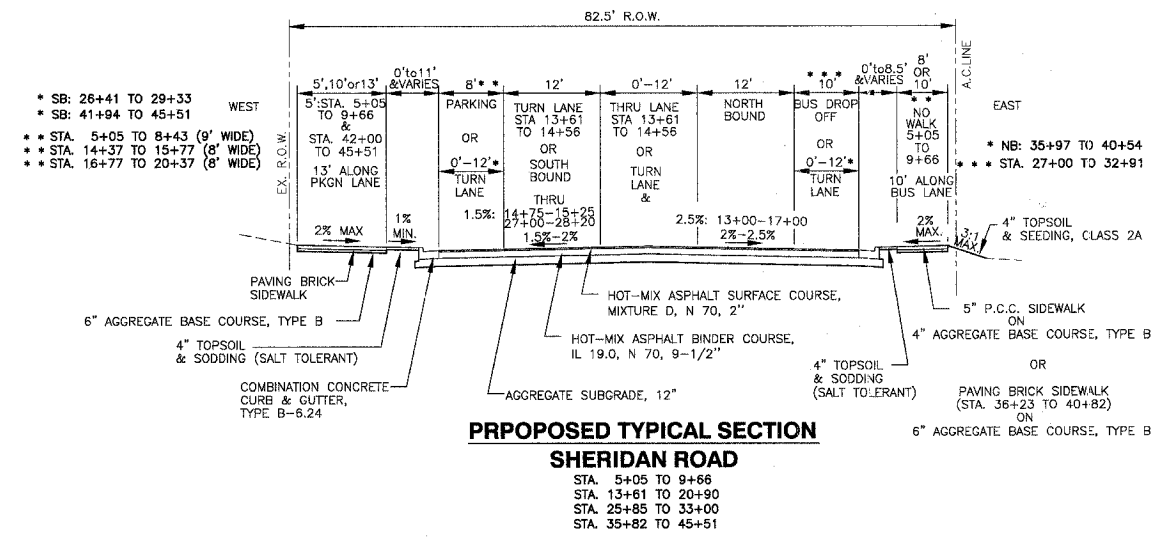 82.5' R.O.W.
A.C.LINE
EX. R.O.W.
WEST
EAST
* SB: 26+41 TO 29+33
* SB: 41+94 TO 45+51
* * STA. 5+05 TO 8+43 (9' WIDE)
* * STA. 14+37 TO 15+77 (8' WIDE)
* * STA. 16+77 TO 20+37 (8' WIDE)
5',10'or13'
5':STA. 5+05
TO 9+66
&
STA. 42+00
TO 45+51
13' ALONG
PKGN LANE
2% MAX
0'to11'
&VARIES
1%
MIN.
8'* *
PARKING
OR
0'-12'*
TURN
LANE
1.5%:
12'
TURN LANE
STA 13+61
TO 14+56
OR
SOUTH
BOUND
THRU
14+75-15+25
27+00-28+20
1.5%-2%
0'-12'
THRU LANE
STA 13+61
TO 14+56
OR
TURN
LANE
&
12'
NORTH
BOUND
2.5%: 13+00-17+00
2%-2.5%
* * *
10'
BUS DROP
OFF
OR
0'-12'*
TURN
LANE
0'to8.5'
&VARIES
8'
OR
10'
* *
NO
WALK
5+05
TO
9+66
10' ALONG
BUS LANE
2%
MAX.
3:1
MAX.
* NB: 35+97 TO 40+54
* * * STA. 27+00 TO 32+91
4" TOPSOIL
& SEEDING, CLASS 2A
PAVING BRICK
SIDEWALK
6" AGGREGATE BASE COURSE, TYPE B
4" TOPSOIL
& SODDING (SALT TOLERANT)
COMBINATION CONCRETE
CURB & GUTTER,
TYPE B-6.24
HOT-MIX ASPHALT SURFACE COURSE,
MIXTURE D, N 70, 2"
HOT-MIX ASPHALT BINDER COURSE,
IL 19.0, N 70, 9-1/2"
AGGREGATE SUBGRADE, 12"
4" TOPSOIL
& SODDING
(SALT TOLERANT)
5" P.C.C. SIDEWALK
ON
4" AGGREGATE BASE COURSE, TYPE B
OR
PAVING BRICK SIDEWALK
(STA. 36+23 TO 40+82)
ON
6" AGGREGATE BASE COURSE, TYPE B
PRPOPOSED TYPICAL SECTION
SHERIDAN ROAD
STA. 5+05 TO 9+66
STA. 13+61 TO 20+90
STA. 25+85 TO 33+00
STA. 35+82 TO 45+51